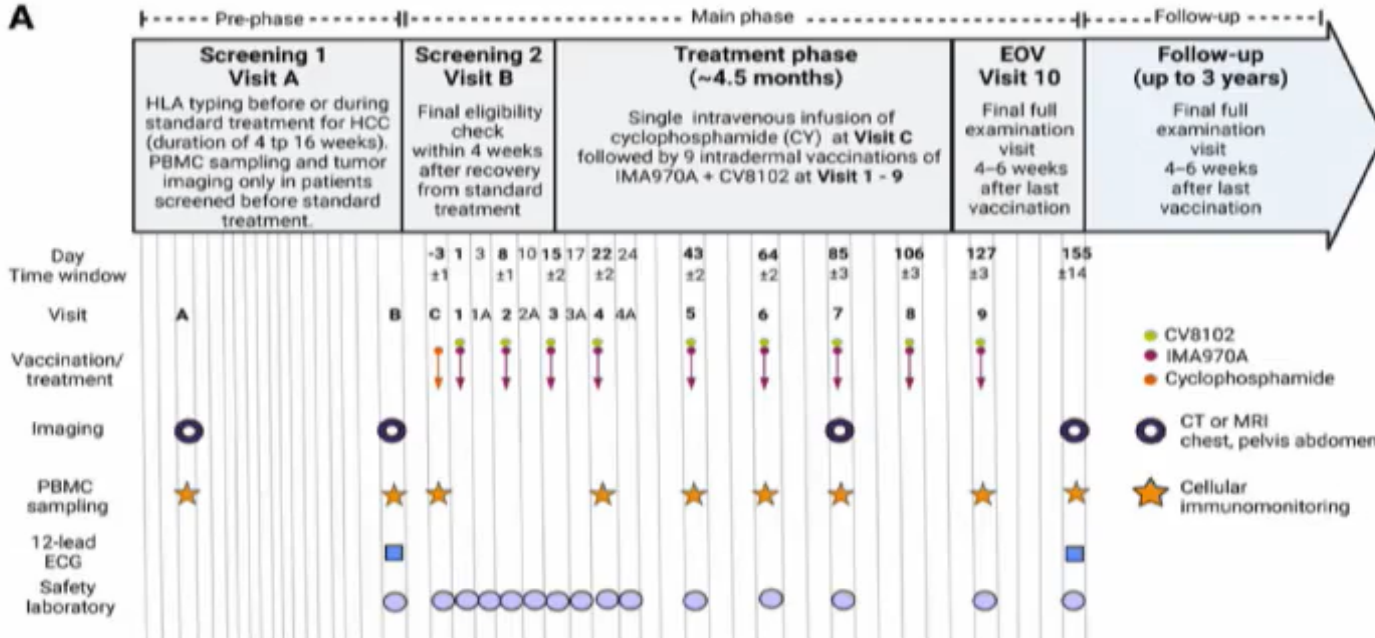 A
Pre-phase
Main phase
Follow-up
Screening 1
Visit A
HLA typing before or during
standard treatment for HCC
(duration of 4 tp 16 weeks).
PBMC sampling and tumor
imaging only in patients
screened before standard
treatment.
Screening 2
Visit B
Final eligibility
check
within 4 weeks
after recovery
from standard
treatment
Treatment phase
(~4.5 months)
Single intravenous infusion of
cyclophosphamide (CY) at Visit C
followed by 9 intradermal vaccinations of
IMA970A + CV8102 at Visit 1 - 9
EOV
Visit 10
Final full
examination
visit
4–6 weeks
after last
vaccination
Follow-up
(up to 3 years)
Final full
examination
visit
4–6 weeks
after last
vaccination
Day -3 1 3 8 10 15 17 22 24 43 64 85 106 127 155
Time window ±1 ±1 ±2 ±2 ±2 ±2 ±3 ±3 ±3 ±14
Visit A B C 1 1A 2 2A 3 3A 4 4A 5 6 7 8 9
Vaccination/
treatment
CV8102
IMA970A
Cyclophosphamide
Imaging
CT or MRI
chest, pelvis abdomen
PBMC
sampling
Cellular
immunomonitoring
12-lead
ECG
Safety
laboratory